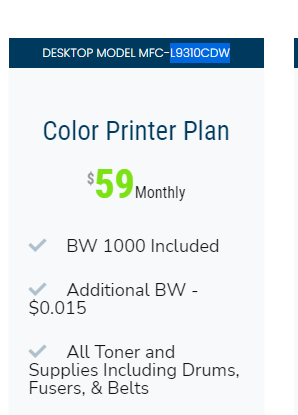 DESKTOP MODEL MFC-L9310CDW
Color Printer Plan
$59 Monthly
BW 1000 Included
Additional BW -
$0.015
All Toner and
Supplies Including Drums,
Fusers, & Belts